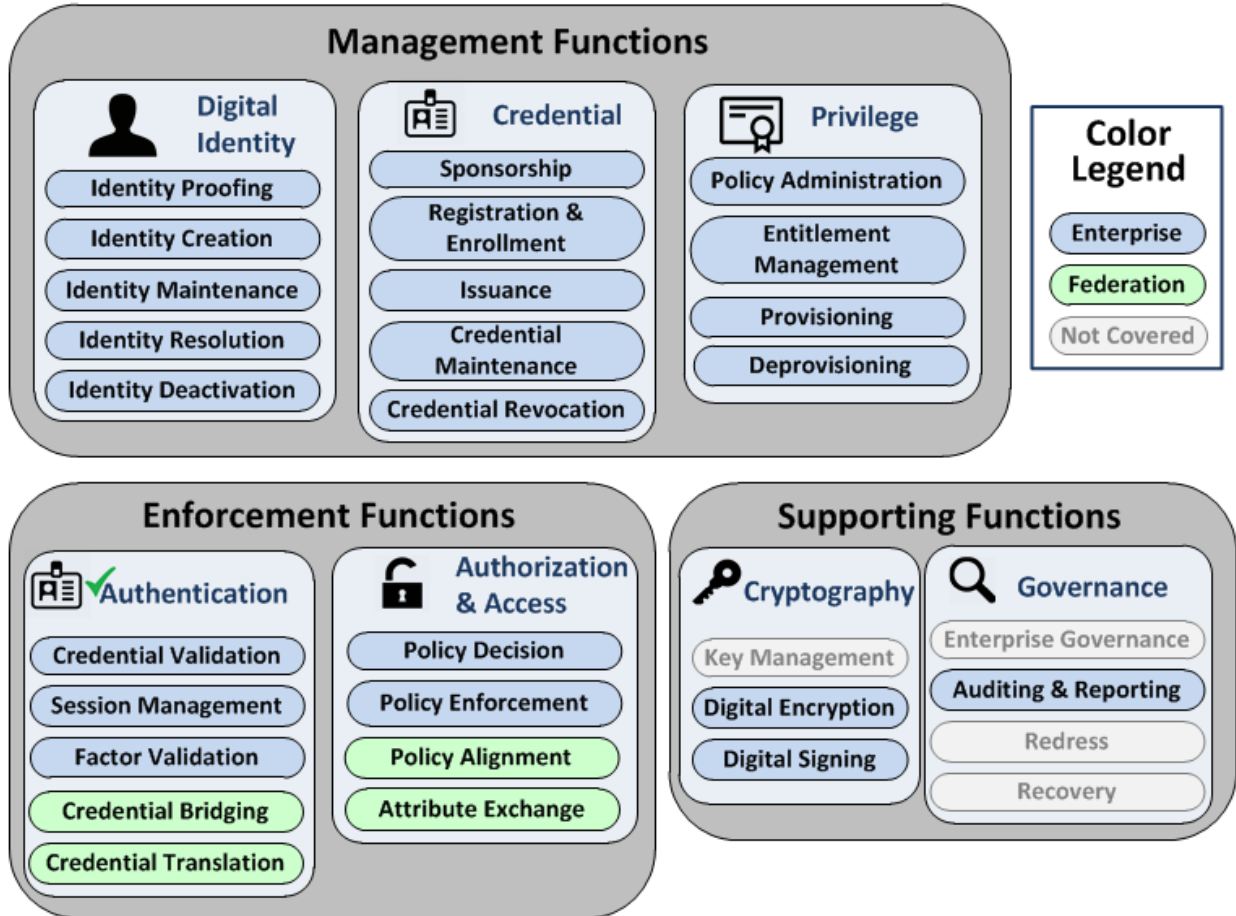 Management Functions
Digital
Identity
Identity Proofing
Identity Creation
Identity Maintenance
Identity Resolution
Identity Deactivation
Credential
Sponsorship
Registration &
Enrollment
Issuance
Credential
Maintenance
Credential Revocation
Privilege
Policy Administration
Entitlement
Management
Provisioning
Deprovisioning
Color
Legend
Enterprise
Federation
Not Covered
Enforcement Functions
Authentication
Credential Validation
Session Management
Factor Validation
Credential Bridging
Credential Translation
Authorization
& Access
Policy Decision
Policy Enforcement
Policy Alignment
Attribute Exchange
Supporting Functions
Cryptography
Key Management
Digital Encryption
Digital Signing
Governance
Enterprise Governance
Auditing & Reporting
Redress
Recovery